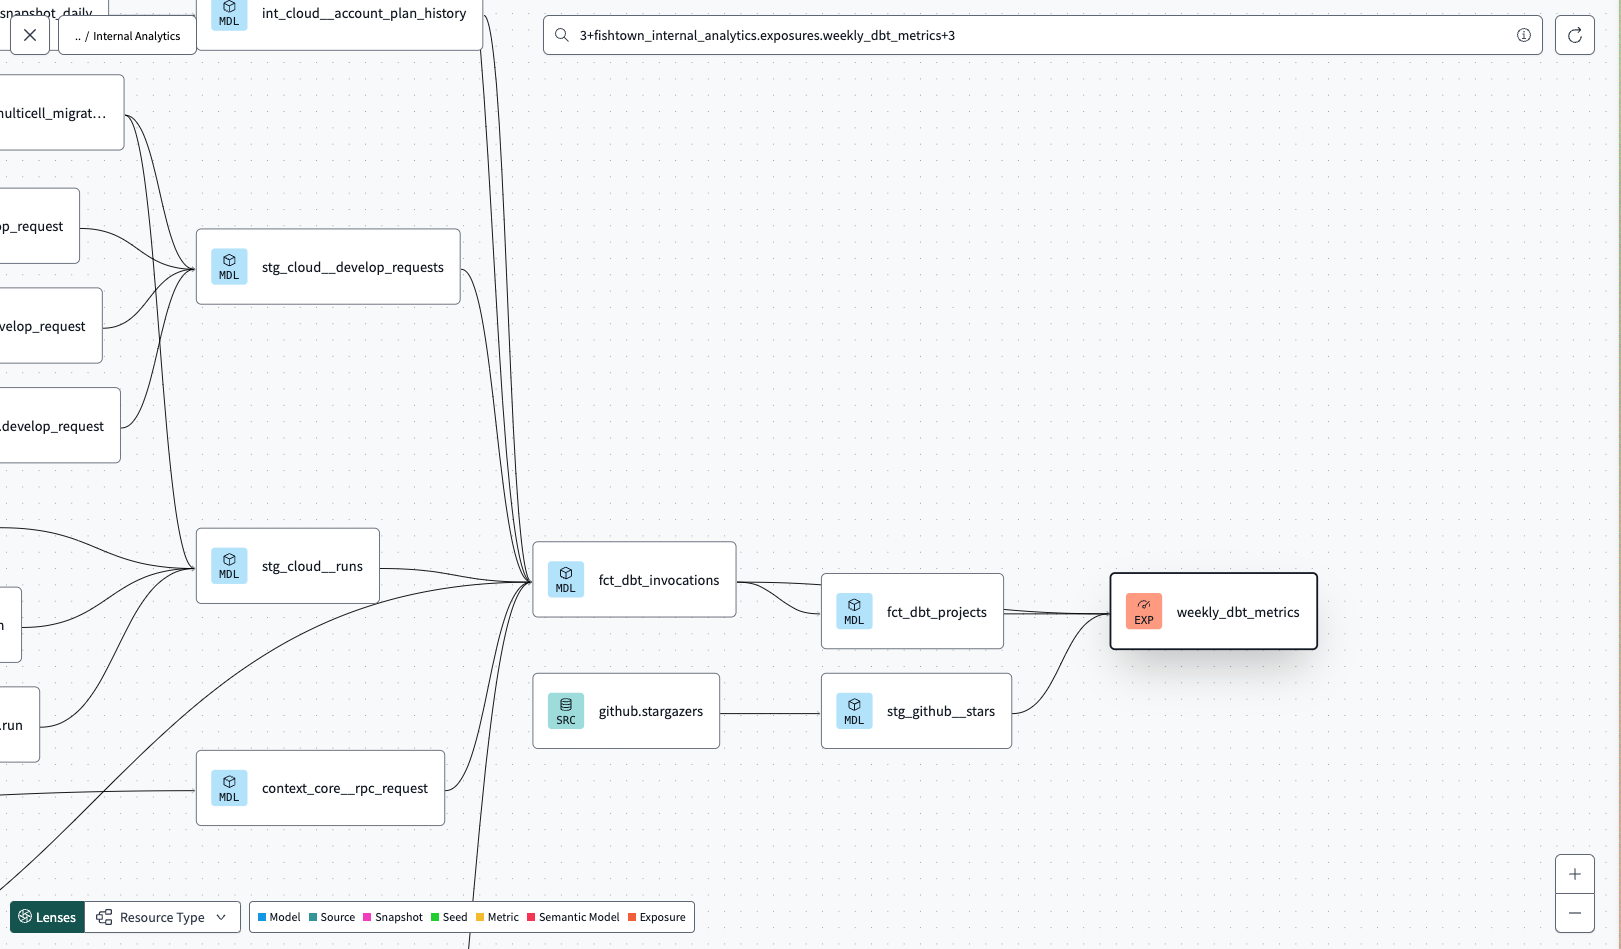 snapshot_daily
MDL
int_cloud__account_plan_history
.. / Internal Analytics
3+fishtown_internal_analytics.exposures.weekly_dbt_metrics+3
multicell_migrat...
op_request
MDL
stg_cloud__develop_requests
velop_request
.develop_request
MDL
stg_cloud__runs
MDL
fct_dbt_invocations
MDL
fct_dbt_projects
EXP
weekly_dbt_metrics
n
.run
SRC
github.stargazers
MDL
stg_github__stars
MDL
context_core__rpc_request
Lenses
Resource Type
Model
Source
Snapshot
Seed
Metric
Semantic Model
Exposure